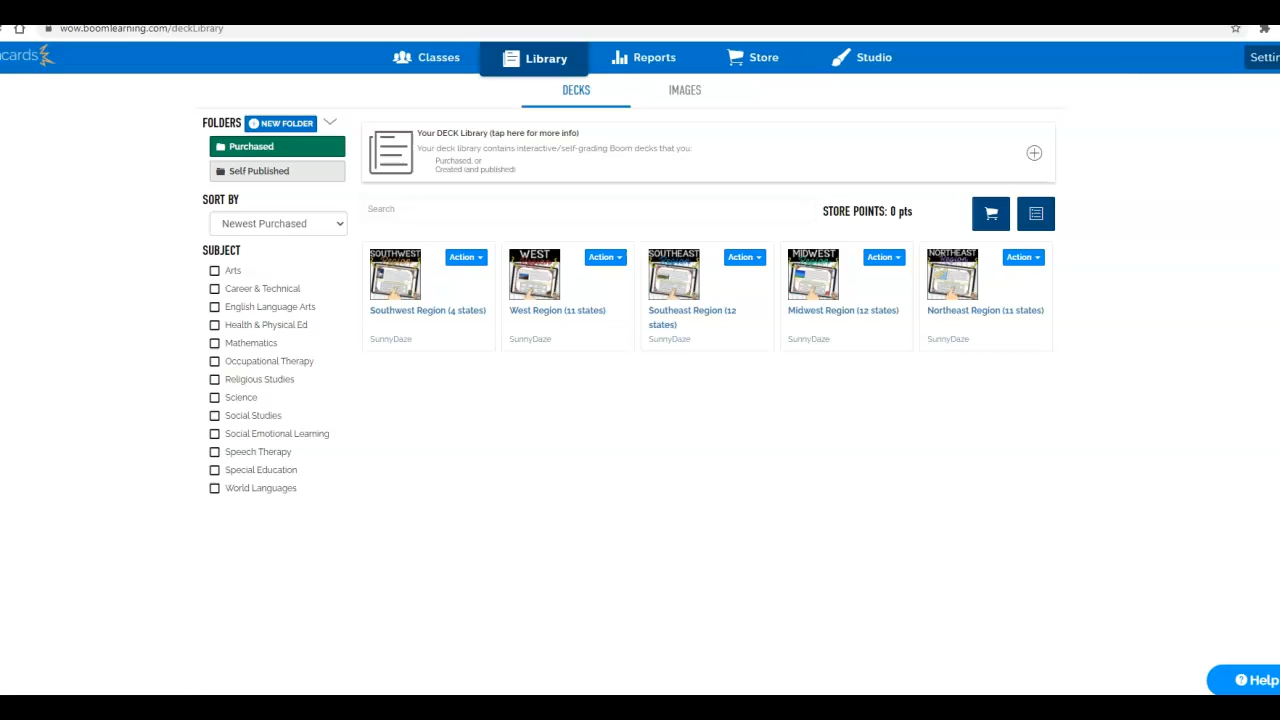 wow.boomlearning.com/deckLibrary
cards
Classes
Library
Reports
Store
Studio
DECKS
IMAGES
FOLDERS
NEW FOLDER
Purchased
Self Published
SORT BY
Newest Purchased
SUBJECT
Arts
Career & Technical
English Language Arts
Health & Physical Ed
Mathematics
Occupational Therapy
Religious Studies
Science
Social Studies
Social Emotional Learning
Speech Therapy
Special Education
World Languages
Your DECK Library (tap here for more info)
Your deck library contains interactive/self-grading Boom decks that you:
Purchased, or
Created (and published)
Search
STORE POINTS: 0 pts
SOUTHWEST
Action
Southwest Region (4 states)
SunnyDaze
WEST
Action
West Region (11 states)
SunnyDaze
SOUTHEAST
Action
Southeast Region (12
states)
SunnyDaze
MIDWEST
Action
Midwest Region (12 states)
SunnyDaze
NORTHEAST
Action
Northeast Region (11 states)
SunnyDaze
Help